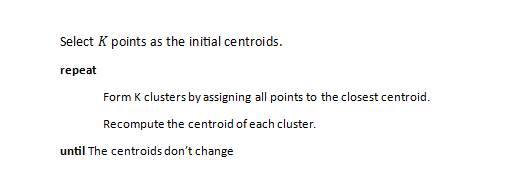 Select K points as the initial centroids.
repeat
Form K clusters by assigning all points to the closest centroid.
Recompute the centroid of each cluster.
until The centroids don't change